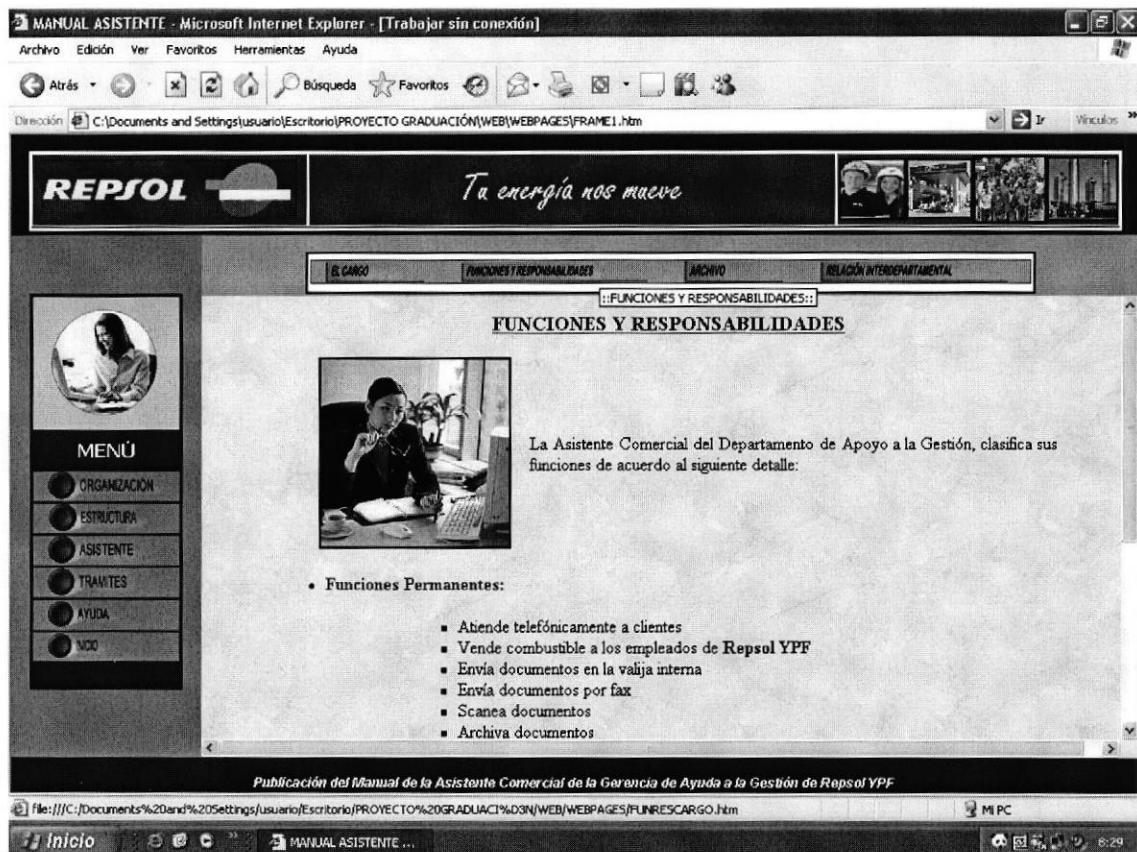 MANUAL ASISTENTE - Microsoft Internet Explorer - [Trabajar sin conexión]
Archivo Edición Ver Favoritos Herramientas Ayuda
Atrás Búsqueda Favoritos
Dirección C:\Documents and Settings\usuario\Escritorio\PROYECTO GRADUACIÓN\WEB\WEBPAGES\FRAME1.htm Ir Vínculos »
REPSOL Tu energía nos mueve
EL CARGO FUNCIONES Y RESPONSABILIDADES ARCHIVO RELACIÓN INTERDEPARTAMENTAL
::FUNCIONES Y RESPONSABILIDADES::
FUNCIONES Y RESPONSABILIDADES
La Asistente Comercial del Departamento de Apoyo a la Gestión, clasifica sus
funciones de acuerdo al siguiente detalle:
MENÚ
ORGANIZACIÓN
ESTRUCTURA
ASISTENTE
TRAMITES
AYUDA
INICIO
• Funciones Permanentes:
▪ Atiende telefónicamente a clientes
▪ Vende combustible a los empleados de Repsol YPF
▪ Envía documentos en la valija interna
▪ Envía documentos por fax
▪ Scanea documentos
▪ Archiva documentos
Publicación del Manual de la Asistente Comercial de la Gerencia de Ayuda a la Gestión de Repsol YPF
file:///C:/Documents%20and%20Settings/usuario/Escritorio/PROYECTO%20GRADUACI%D3N/WEB/WEBPAGES/FUNRESCARGO.htm MI PC
Inicio » MANUAL ASISTENTE ... 6:29